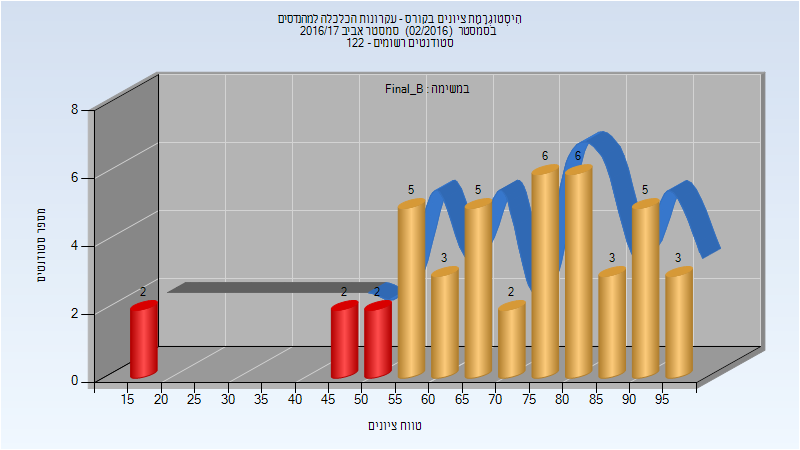 היסטוגרמת ציונים בקורס - עקרונות הכלכלה למהנדסים
בסמסטר (02/2016) סמסטר אביב 2016/17
סטודנטים רשומים - 122
במשימה : Final_B
מספר סטודנטים
8
6
4
2
0
2
2
2
5
3
5
2
6
6
3
5
3
15 20 25 30 35 40 45 50 55 60 65 70 75 80 85 90 95
טווח ציונים